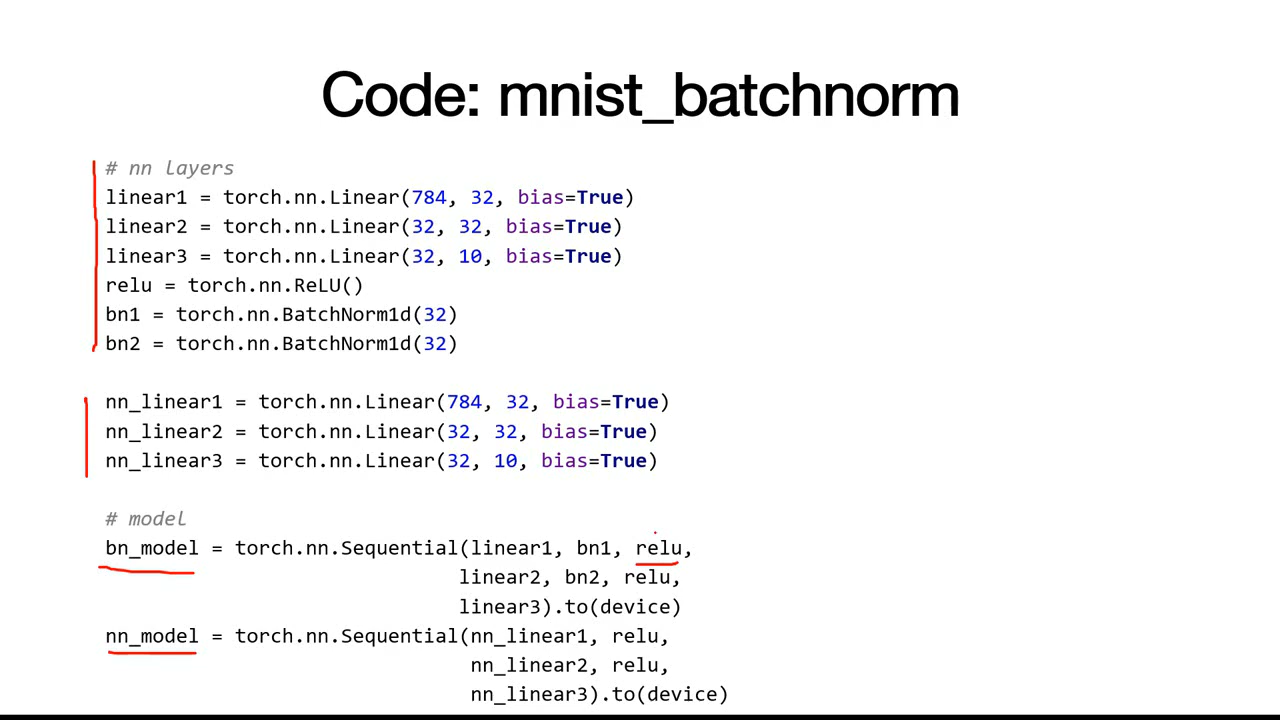 Code: mnist_batchnorm
# nn layers
linear1 = torch.nn.Linear(784, 32, bias=True)
linear2 = torch.nn.Linear(32, 32, bias=True)
linear3 = torch.nn.Linear(32, 10, bias=True)
relu = torch.nn.ReLU()
bn1 = torch.nn.BatchNorm1d(32)
bn2 = torch.nn.BatchNorm1d(32)
nn_linear1 = torch.nn.Linear(784, 32, bias=True)
nn_linear2 = torch.nn.Linear(32, 32, bias=True)
nn_linear3 = torch.nn.Linear(32, 10, bias=True)
# model
bn_model = torch.nn.Sequential(linear1, bn1, relu,
linear2, bn2, relu,
linear3).to(device)
nn_model = torch.nn.Sequential(nn_linear1, relu,
nn_linear2, relu,
nn_linear3).to(device)